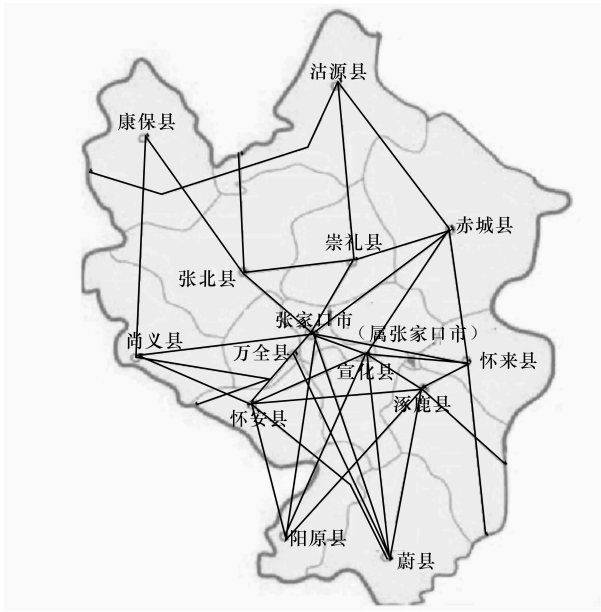 沽源县
康保县
赤城县
崇礼县
张北县
张家口市
（属张家口市）
尚义县
万全县
宣化县
怀来县
怀安县
涿鹿县
阳原县
蔚县